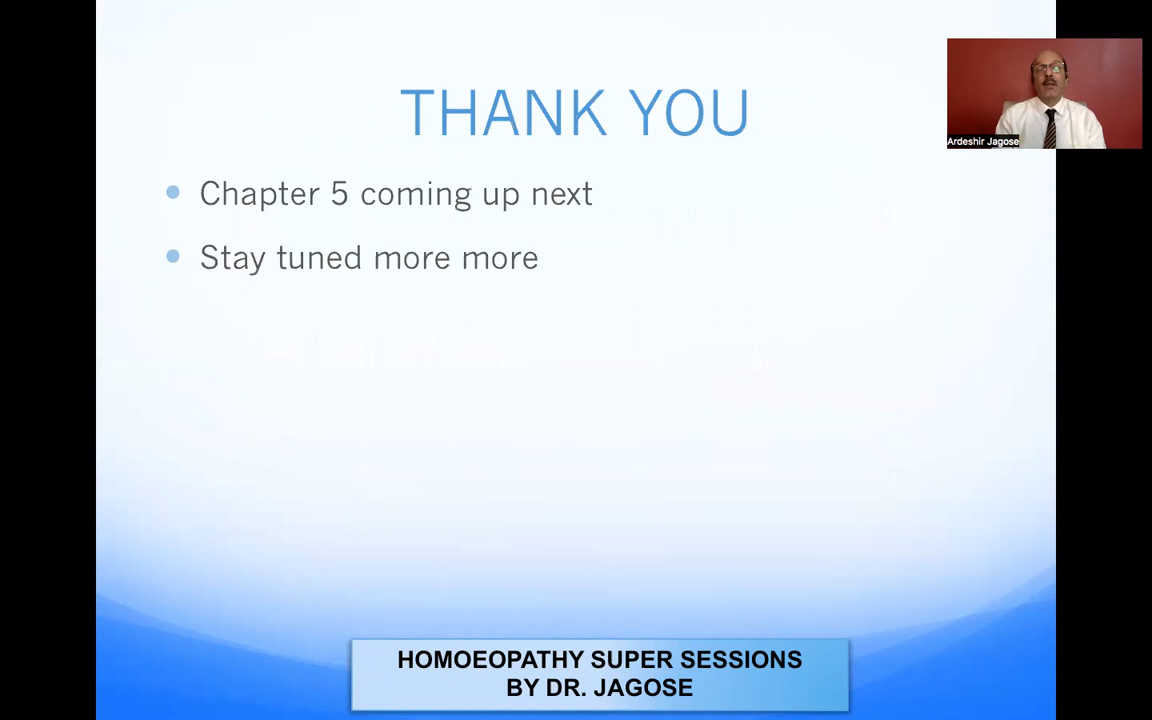 THANK YOU
Ardeshir Jagose
Chapter 5 coming up next
Stay tuned more more
HOMOEOPATHY SUPER SESSIONS
BY DR. JAGOSE